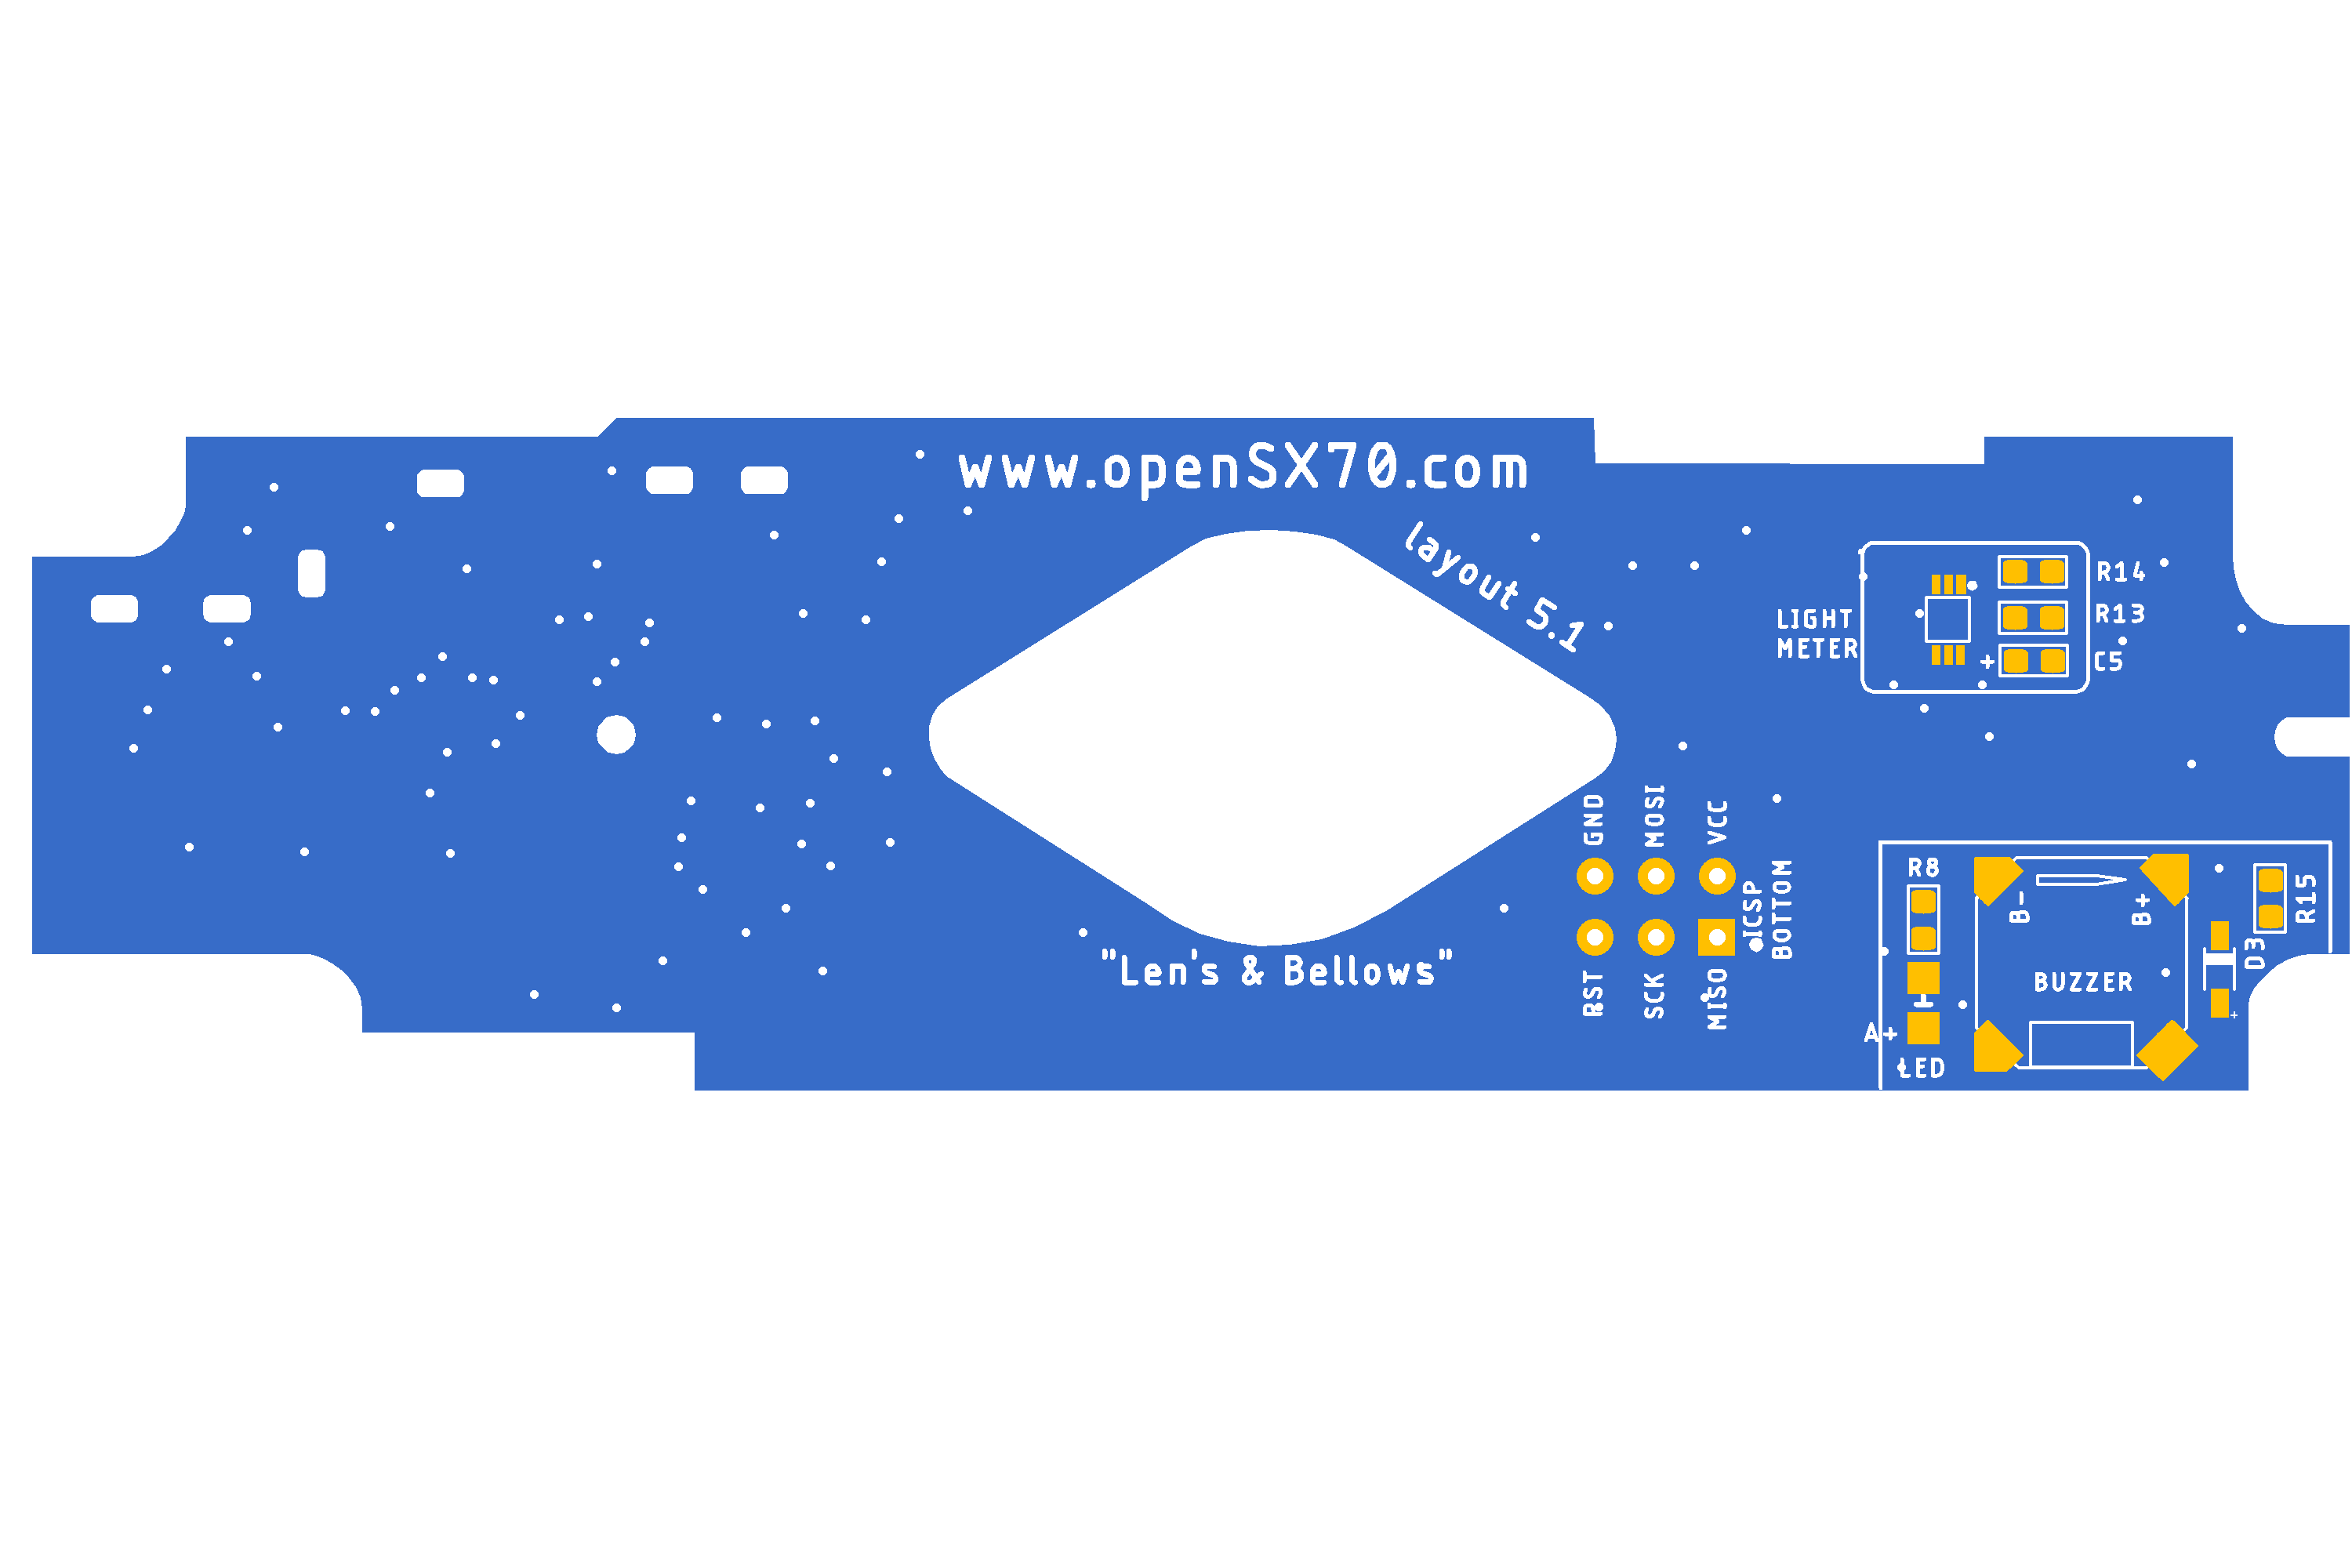 www.openSX70.com
layout 5.1
R14
R13
C5
+
LIGHT
METER
GND
MOSI
VCC
RST
SCK
MISO
ICSP
BOTTOM
R8
A+
LED
B-
B+
BUZZER
R15
D3
+
"Len's & Bellows"